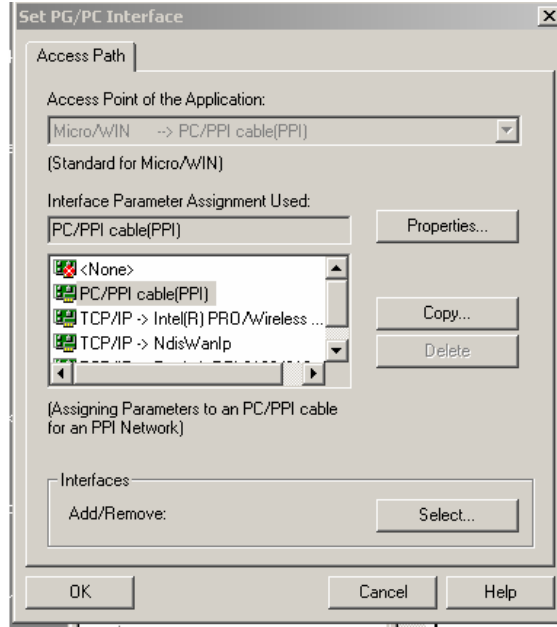 Set PG/PC Interface
Access Path
Access Point of the Application:
Micro/WIN --> PC/PPI cable(PPI)
(Standard for Micro/WIN)
Interface Parameter Assignment Used:
PC/PPI cable(PPI)
Properties...
<None>
PC/PPI cable(PPI)
TCP/IP -> Intel(R) PRO/Wireless ...
TCP/IP -> NdisWanIp
Copy...
Delete
(Assigning Parameters to an PC/PPI cable
for an PPI Network)
Interfaces
Add/Remove:
Select...
OK
Cancel
Help